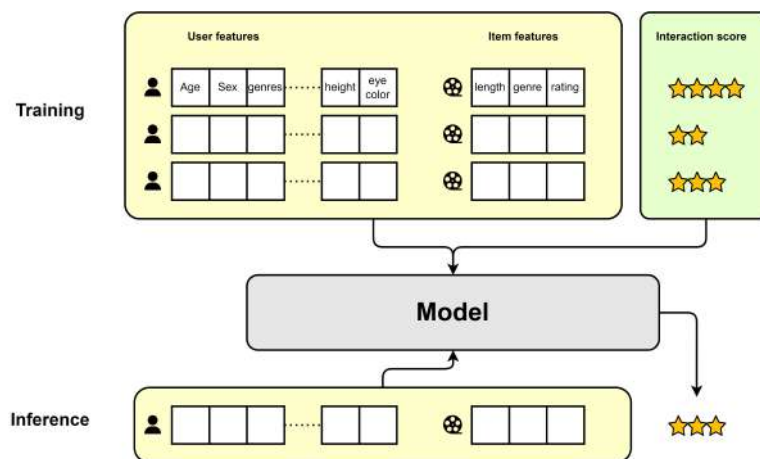 User features
Item features
Interaction score
Training
Age
Sex
genres
height
eye
color
length
genre
rating
Model
Inference